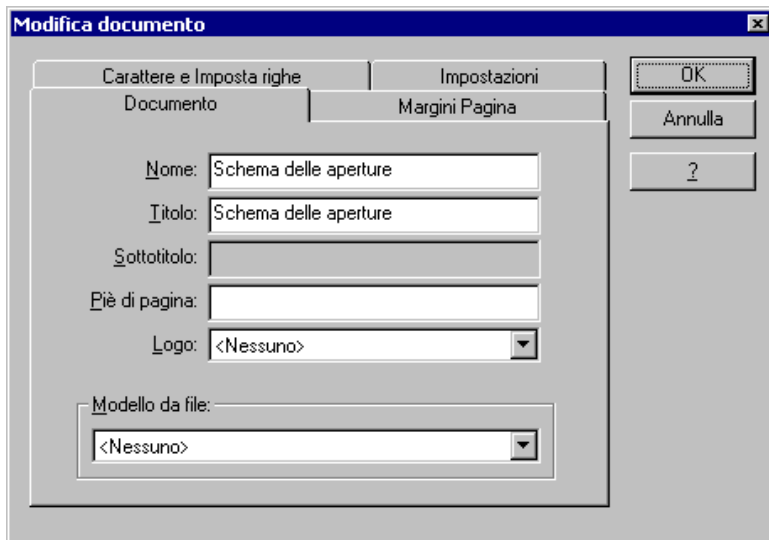 Modifica documento
Carattere e Imposta righe
Impostazioni
Documento
Margini Pagina
OK
Annulla
?
Nome: Schema delle aperture
Titolo: Schema delle aperture
Sottotitolo:
Piè di pagina:
Logo: <Nessuno>
Modello da file:
<Nessuno>